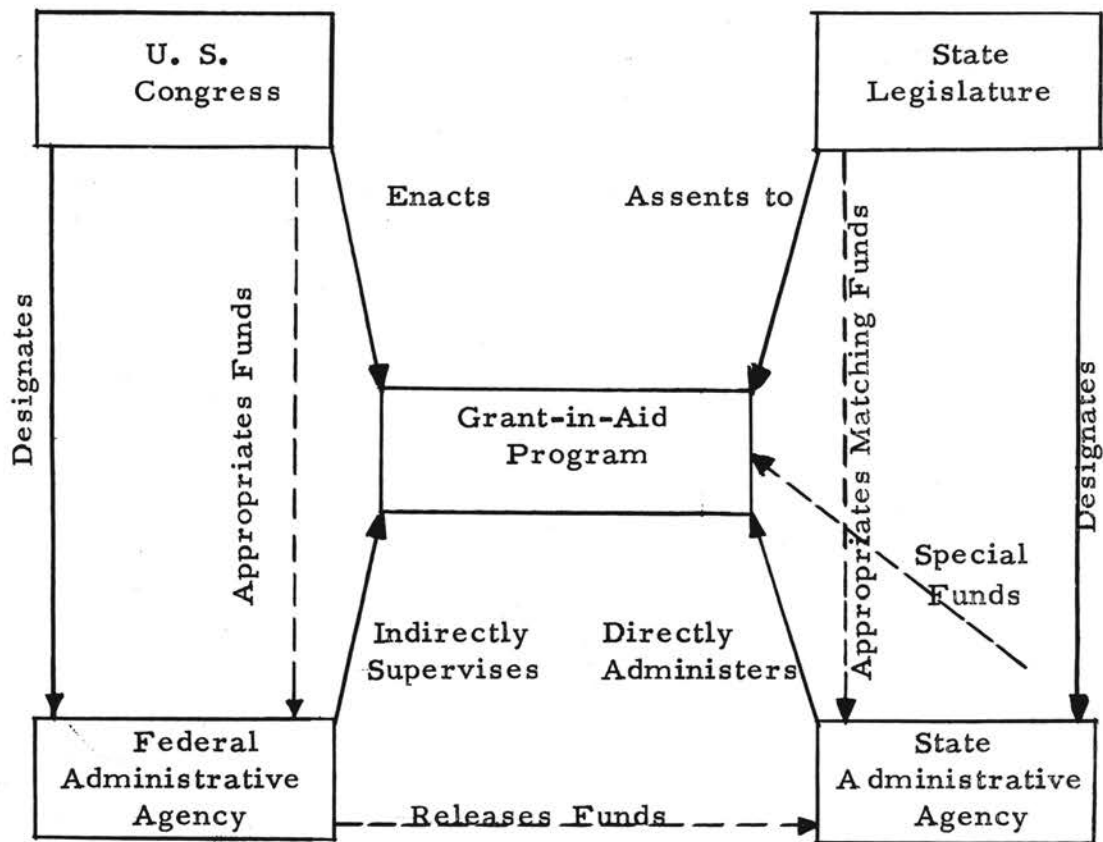 U. S.
Congress
State
Legislature
Enacts
Assents to
Designates
Appropriates Funds
Appropriates Matching Funds
Designates
Grant-in-Aid
Program
Special
Funds
Indirectly
Supervises
Directly
Administers
Federal
Administrative
Agency
Releases Funds
State
Administrative
Agency